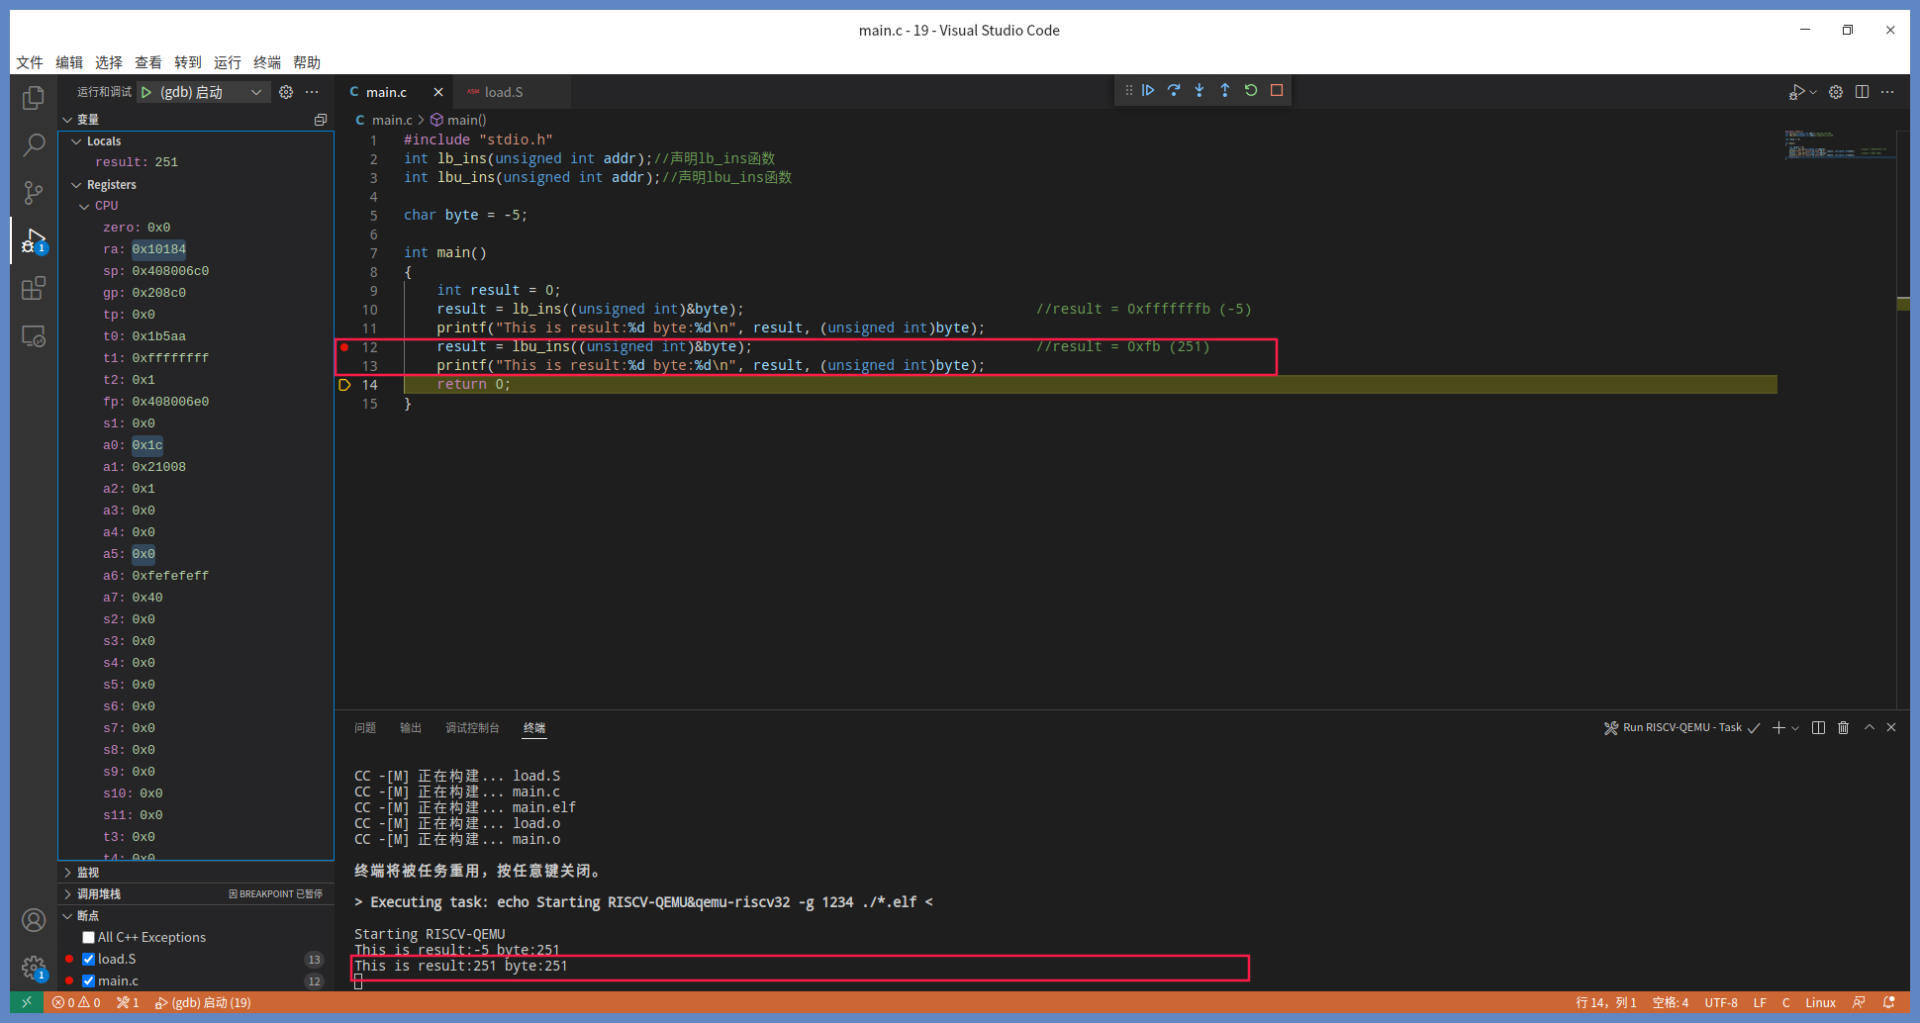 main.c - 19 - Visual Studio Code
文件 编辑 选择 查看 转到 运行 终端 帮助
运行和调试 (gdb) 启动
变量
Locals
result: 251
Registers
CPU
zero: 0x0
ra: 0x10184
sp: 0x408006c0
gp: 0x208c0
tp: 0x0
t0: 0x1b5aa
t1: 0xffffffff
t2: 0x1
fp: 0x408006e0
s1: 0x0
a0: 0x1c
a1: 0x21008
a2: 0x1
a3: 0x0
a4: 0x0
a5: 0x0
a6: 0xfefefeff
a7: 0x40
s2: 0x0
s3: 0x0
s4: 0x0
s5: 0x0
s6: 0x0
s7: 0x0
s8: 0x0
s9: 0x0
s10: 0x0
s11: 0x0
t3: 0x0
t4: 0x0
监视
调用堆栈 因 BREAKPOINT 已暂停
断点
All C++ Exceptions
load.S 13
main.c 12
C main.c ASM load.S
C main.c > main()
1 #include "stdio.h"
2 int lb_ins(unsigned int addr);//声明lb_ins函数
3 int lbu_ins(unsigned int addr);//声明lbu_ins函数
4
5 char byte = -5;
6
7 int main()
8 {
9 int result = 0;
10 result = lb_ins((unsigned int)&byte); //result = 0xfffffffb (-5)
11 printf("This is result:%d byte:%d\n", result, (unsigned int)byte);
12 result = lbu_ins((unsigned int)&byte); //result = 0xfb (251)
13 printf("This is result:%d byte:%d\n", result, (unsigned int)byte);
14 return 0;
15 }
问题 输出 调试控制台 终端 Run RISCV-QEMU - Task
CC -[M] 正在构建... load.S
CC -[M] 正在构建... main.c
CC -[M] 正在构建... main.elf
CC -[M] 正在构建... load.o
CC -[M] 正在构建... main.o
终端将被任务重用，按任意键关闭。
> Executing task: echo Starting RISCV-QEMU&qemu-riscv32 -g 1234 ./*.elf <
Starting RISCV-QEMU
This is result:-5 byte:251
This is result:251 byte:251
1
1
0 0 1 (gdb) 启动 (19) 行 14，列 1 空格: 4 UTF-8 LF C Linux